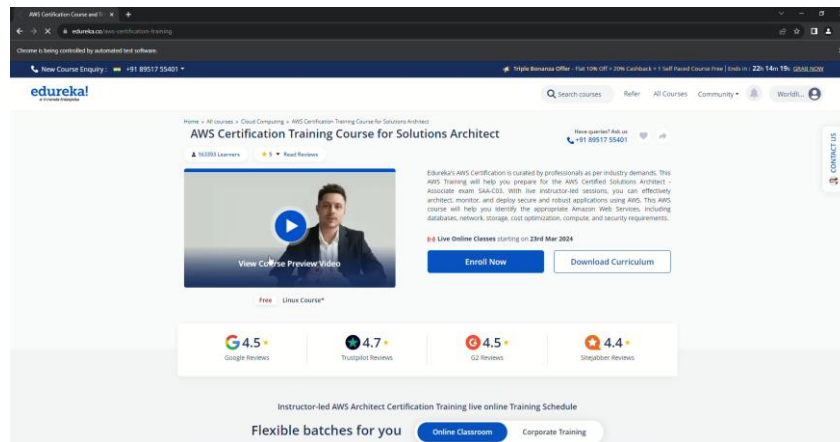 AWS Certification Course and Tr
edureka.co/aws-certification-training
Chrome is being controlled by automated test software.
New Course Enquiry : +91 89517 55401
Triple Bonanza Offer - Flat 10% Off + 20% Cashback + 1 Self Paced Course Free | Ends in : 22h 14m 19s GRAB NOW
edureka!
a Veranda Enterprise
Search courses
Refer
All Courses
Community
Worldli...
Home » All courses » Cloud Computing » AWS Certification Training Course for Solutions Architect
AWS Certification Training Course for Solutions Architect
Have queries? Ask us
+91 89517 55401
Learners
5 Read Reviews
CONTACT US
Edureka's AWS Certification is curated by professionals as per industry demands. This
AWS Training will help you prepare for the AWS Certified Solutions Architect -
Associate exam SAA-C03. With live instructor-led sessions, you can effectively
architect, monitor, and deploy secure and robust applications using AWS. This AWS
course will help you identify the appropriate Amazon Web Services, including
databases, network, storage, cost optimization, compute, and security requirements.
Live Online Classes starting on 23rd Mar 2024
View Course Preview Video
Enroll Now
Download Curriculum
Free Linux Course*
4.5
Google Reviews
4.7
Trustpilot Reviews
4.5
G2 Reviews
4.4
Sitejabber Reviews
Instructor-led AWS Architect Certification Training live online Training Schedule
Flexible batches for you
Online Classroom
Corporate Training